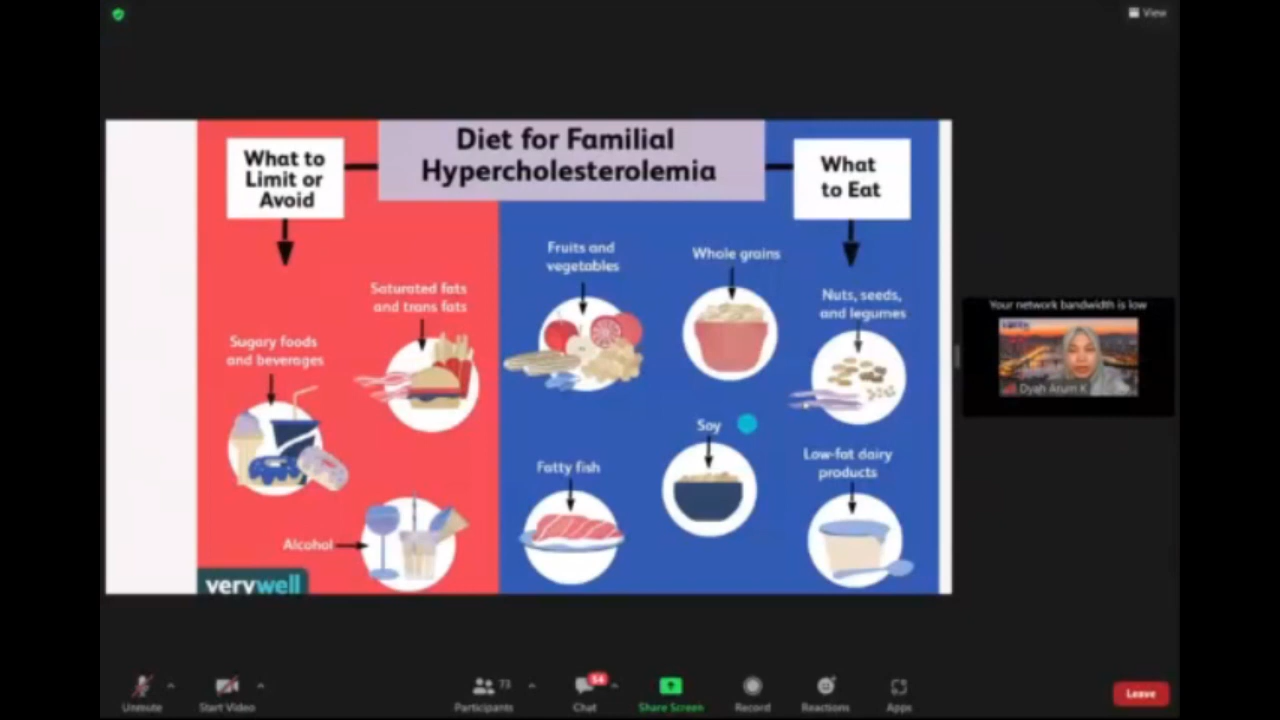 View
Diet for Familial
Hypercholesterolemia
What to
Limit or
Avoid
What
to Eat
Saturated fats
and trans fats
Sugary foods
and beverages
Alcohol
verywell
Fruits and
vegetables
Whole grains
Nuts, seeds,
and legumes
Soy
Fatty fish
Low-fat dairy
products
Your network bandwidth is low
Dyah Arum K
Unmute
Start Video
Participants
73
Chat
54
Share Screen
Record
Reactions
Apps
Leave